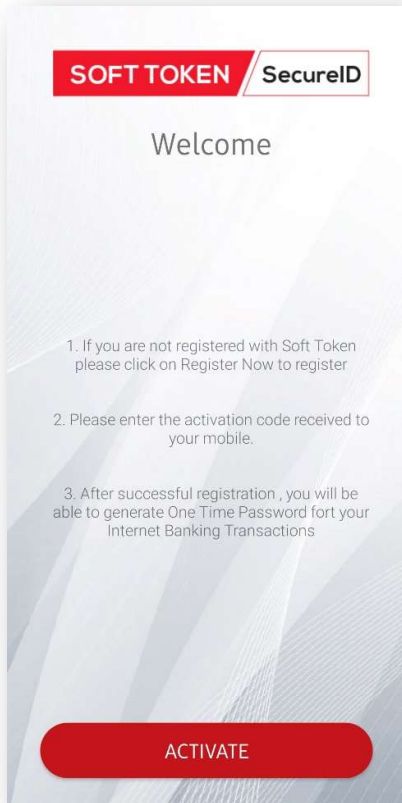 SOFT TOKEN SecureID
Welcome
1. If you are not registered with Soft Token
please click on Register Now to register
2. Please enter the activation code received to
your mobile.
3. After successful registration , you will be
able to generate One Time Password fort your
Internet Banking Transactions
ACTIVATE